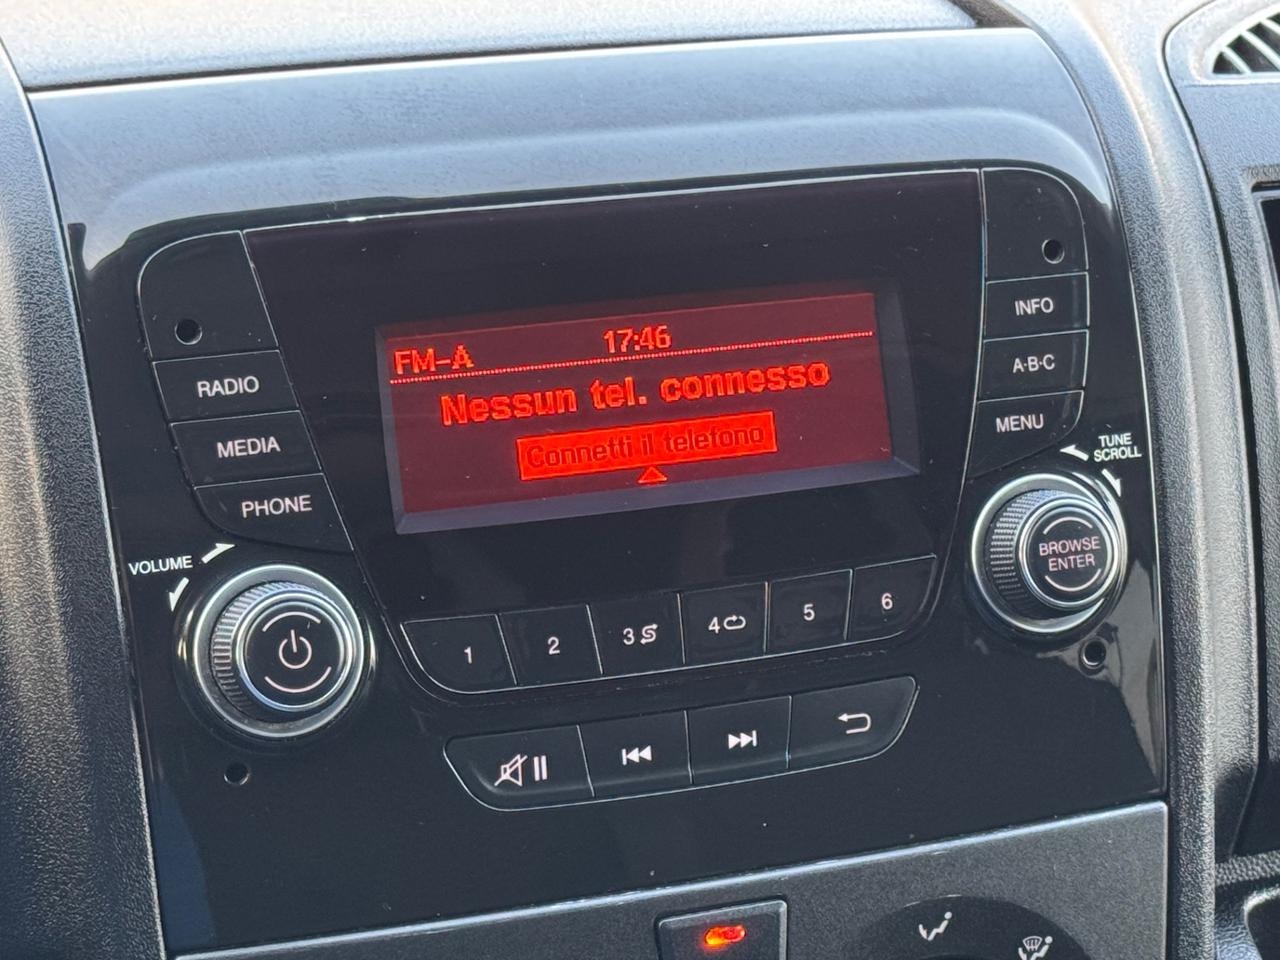 FM-A 17:46
Nessun tel. connesso
Connetti il telefono
RADIO
MEDIA
PHONE
VOLUME
INFO
A·B·C
MENU
TUNE
SCROLL
BROWSE
ENTER
1 2 3 4 5 6